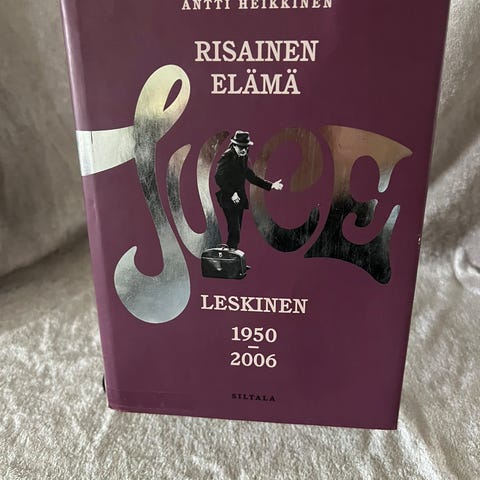 ANTTI HEIKKINEN
RISAINEN
ELÄMÄ
JUICE
LESKINEN
1950
–
2006
SILTALA